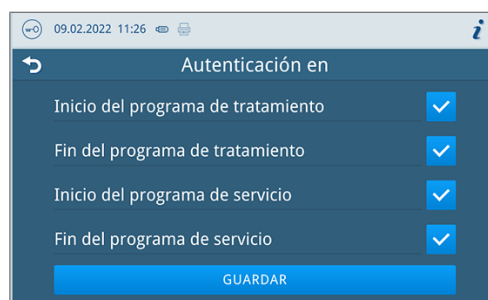 09.02.2022 11:26
i
Autenticación en
Inicio del programa de tratamiento
Fin del programa de tratamiento
Inicio del programa de servicio
Fin del programa de servicio
GUARDAR